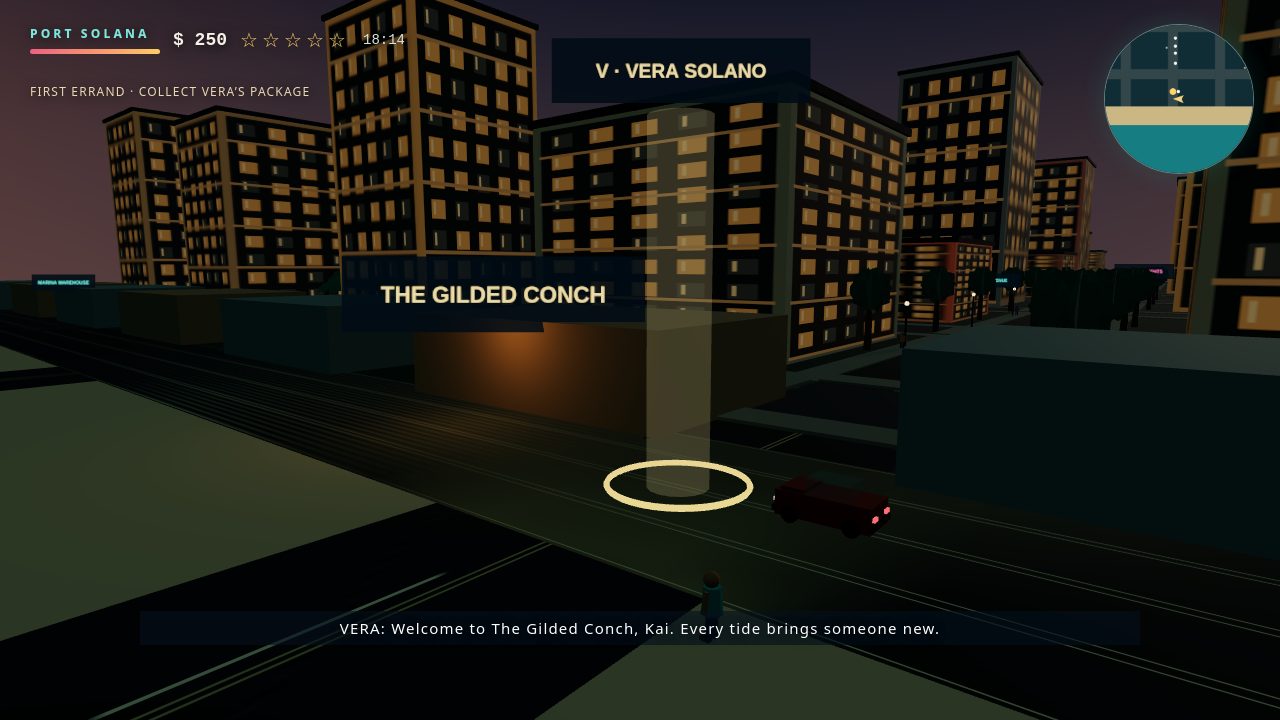 PORT SOLANA
$ 250 ☆☆☆☆☆ 18:14
FIRST ERRAND · COLLECT VERA'S PACKAGE
V · VERA SOLANO
MARINA WAREHOUSE
THE GILDED CONCH
VERA: Welcome to The Gilded Conch, Kai. Every tide brings someone new.